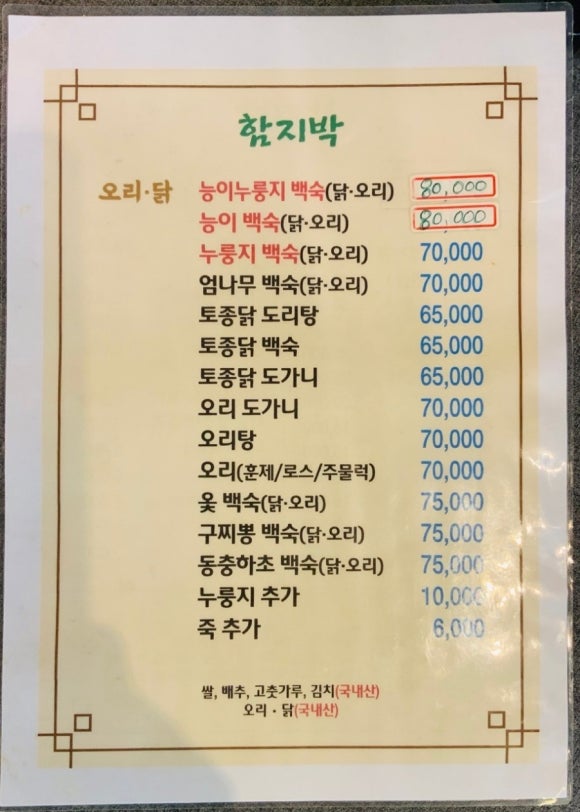 함지박
오리·닭 능이누룽지 백숙(닭·오리) 80,000
능이 백숙(닭·오리) 80,000
누룽지 백숙(닭·오리) 70,000
엄나무 백숙(닭·오리) 70,000
토종닭 도리탕 65,000
토종닭 백숙 65,000
토종닭 도가니 65,000
오리 도가니 70,000
오리탕 70,000
오리(훈제/로스/주물럭) 70,000
옻 백숙(닭·오리) 75,000
구찌뽕 백숙(닭·오리) 75,000
동충하초 백숙(닭·오리) 75,000
누룽지 추가 10,000
죽 추가 6,000
쌀, 배추, 고춧가루, 김치(국내산)
오리·닭(국내산)